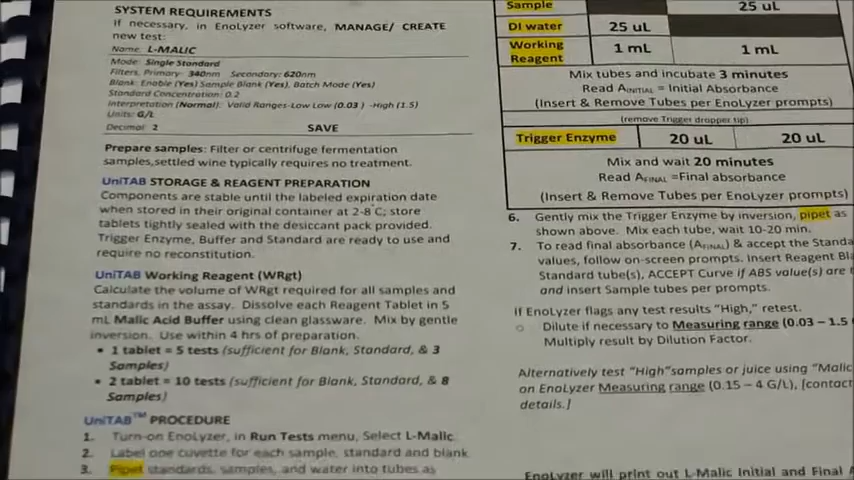 SYSTEM REQUIREMENTS
If necessary, in EnoLyzer software, MANAGE/ CREATE
new test:
Name: L-MALIC
Mode: Single Standard
Filters, Primary: 340nm Secondary: 620nm
Blank: Enable (Yes) Sample Blank (Yes), Batch Mode (Yes)
Standard Concentration: 0.2
Interpretation (Normal): Valid Ranges-Low Low (0.03) -High (1.5)
Units: G/L
Decimal: 2 SAVE
Prepare samples: Filter or centrifuge fermentation
samples, settled wine typically requires no treatment.
UniTAB STORAGE & REAGENT PREPARATION
Components are stable until the labeled expiration date
when stored in their original container at 2-8˚C; store
tablets tightly sealed with the desiccant pack provided.
Trigger Enzyme, Buffer and Standard are ready to use and
require no reconstitution.
UniTAB Working Reagent (WRgt)
Calculate the volume of WRgt required for all samples and
standards in the assay. Dissolve each Reagent Tablet in 5
mL Malic Acid Buffer using clean glassware. Mix by gentle
inversion. Use within 4 hrs of preparation.
• 1 tablet = 5 tests (sufficient for Blank, Standard, & 3
Samples)
• 2 tablet = 10 tests (sufficient for Blank, Standard, & 8
Samples)
UniTAB™ PROCEDURE
1. Turn-on EnoLyzer, in Run Tests menu, Select L-Malic.
2. Label one cuvette for each sample, standard and blank.
3. Pipet standards, samples, and water into tubes as
Sample 25 uL
DI water 25 uL
Working
Reagent 1 mL 1 mL
Mix tubes and incubate 3 minutes
Read AINITIAL = Initial Absorbance
(Insert & Remove Tubes per EnoLyzer prompts)
(remove Trigger dropper tip)
Trigger Enzyme 20 uL 20 uL
Mix and wait 20 minutes
Read AFINAL =Final absorbance
(Insert & Remove Tubes per EnoLyzer prompts)
6. Gently mix the Trigger Enzyme by inversion, pipet as
shown above. Mix each tube, wait 10-20 min.
7. To read final absorbance (AFINAL) & accept the Standa
values, follow on-screen prompts. Insert Reagent Bla
Standard tube(s), ACCEPT Curve if ABS value(s) are
and insert Sample tubes per prompts.
If EnoLyzer flags any test results "High," retest.
○ Dilute if necessary to Measuring range (0.03 – 1.5
Multiply result by Dilution Factor.
Alternatively test "High"samples or juice using "Malic
on EnoLyzer Measuring range (0.15 – 4 G/L), [contact
details.]
EnoLyzer will print out L-Malic Initial and Final A